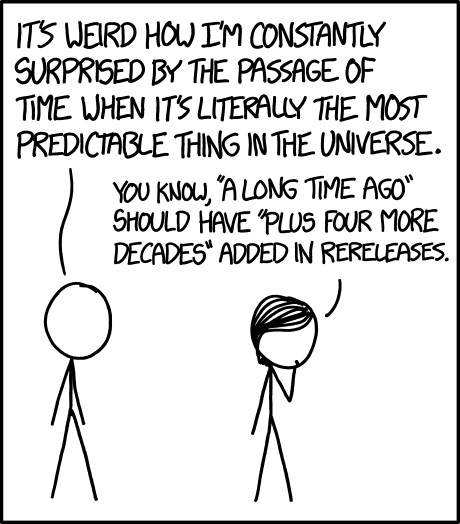 IT'S WEIRD HOW I'M CONSTANTLY
SURPRISED BY THE PASSAGE OF
TIME WHEN IT'S LITERALLY THE MOST
PREDICTABLE THING IN THE UNIVERSE.
YOU KNOW, "A LONG TIME AGO"
SHOULD HAVE "PLUS FOUR MORE
DECADES" ADDED IN RERELEASES.